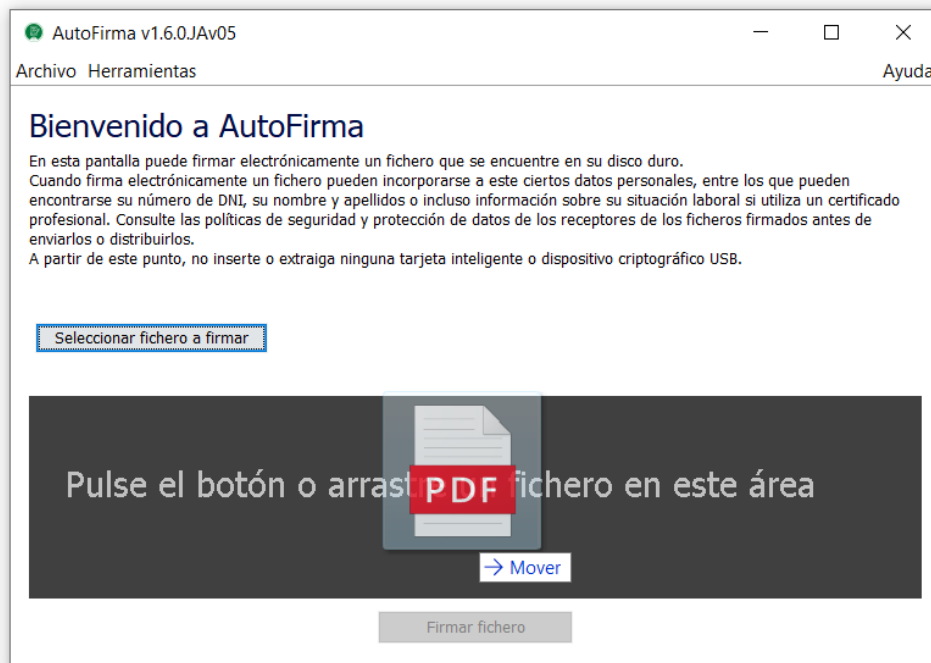 AutoFirma v1.6.0.JAv05
Archivo Herramientas Ayuda
Bienvenido a AutoFirma
En esta pantalla puede firmar electrónicamente un fichero que se encuentre en su disco duro.
Cuando firma electrónicamente un fichero pueden incorporarse a este ciertos datos personales, entre los que pueden
encontrarse su número de DNI, su nombre y apellidos o incluso información sobre su situación laboral si utiliza un certificado
profesional. Consulte las políticas de seguridad y protección de datos de los receptores de los ficheros firmados antes de
enviarlos o distribuirlos.
A partir de este punto, no inserte o extraiga ninguna tarjeta inteligente o dispositivo criptográfico USB.
Seleccionar fichero a firmar
Pulse el botón o arrastre un fichero en este área
PDF
→ Mover
Firmar fichero